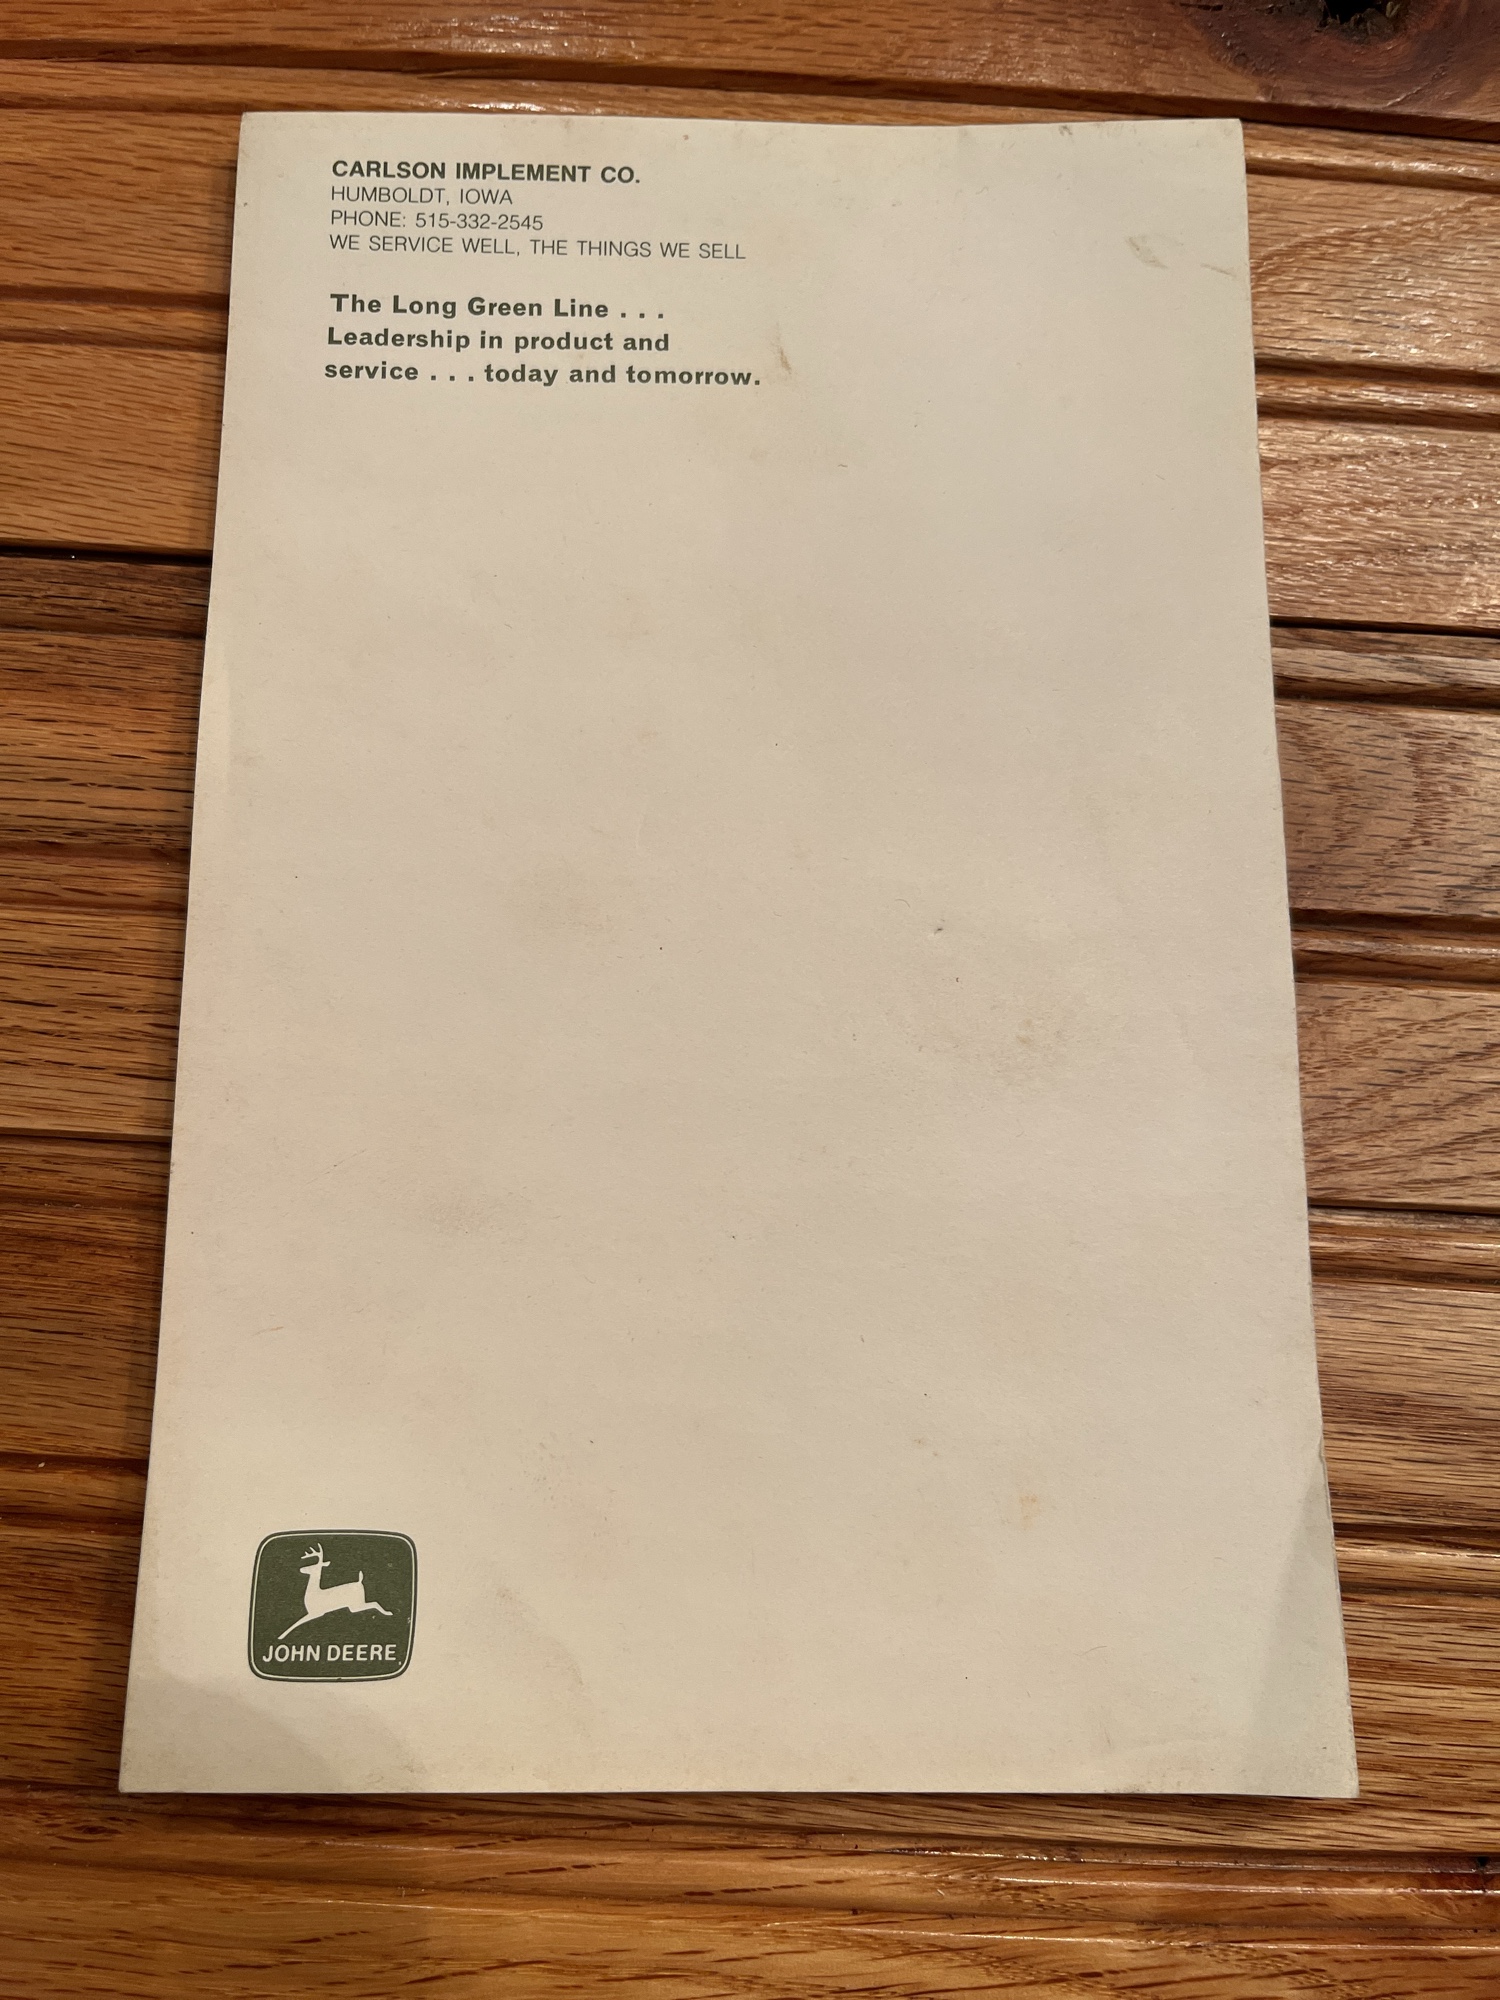 CARLSON IMPLEMENT CO.
HUMBOLDT, IOWA
PHONE: 515-332-2545
WE SERVICE WELL, THE THINGS WE SELL
The Long Green Line . . .
Leadership in product and
service . . . today and tomorrow.
JOHN DEERE